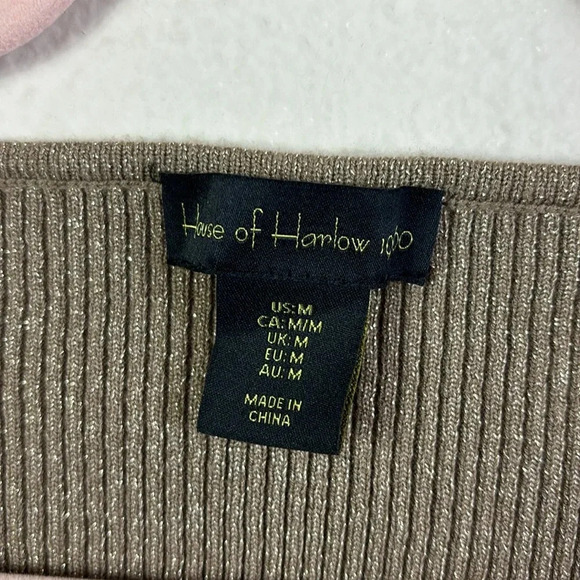 House of Harlow 1960
US: M
CA: M/M
UK: M
EU: M
AU: M
MADE IN
CHINA